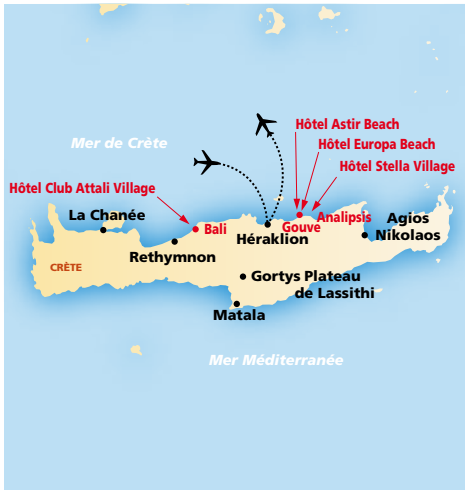 Hôtel Astir Beach
Mer de Crète
Hôtel Europa Beach
Hôtel Stella Village
Hôtel Club Attali Village
La Chanée
Bali
Gouve
Analipsis
Agios
Nikolaos
Héraklion
Rethymnon
CRÈTE
Gortys Plateau
de Lassithi
Matala
Mer Méditerranée